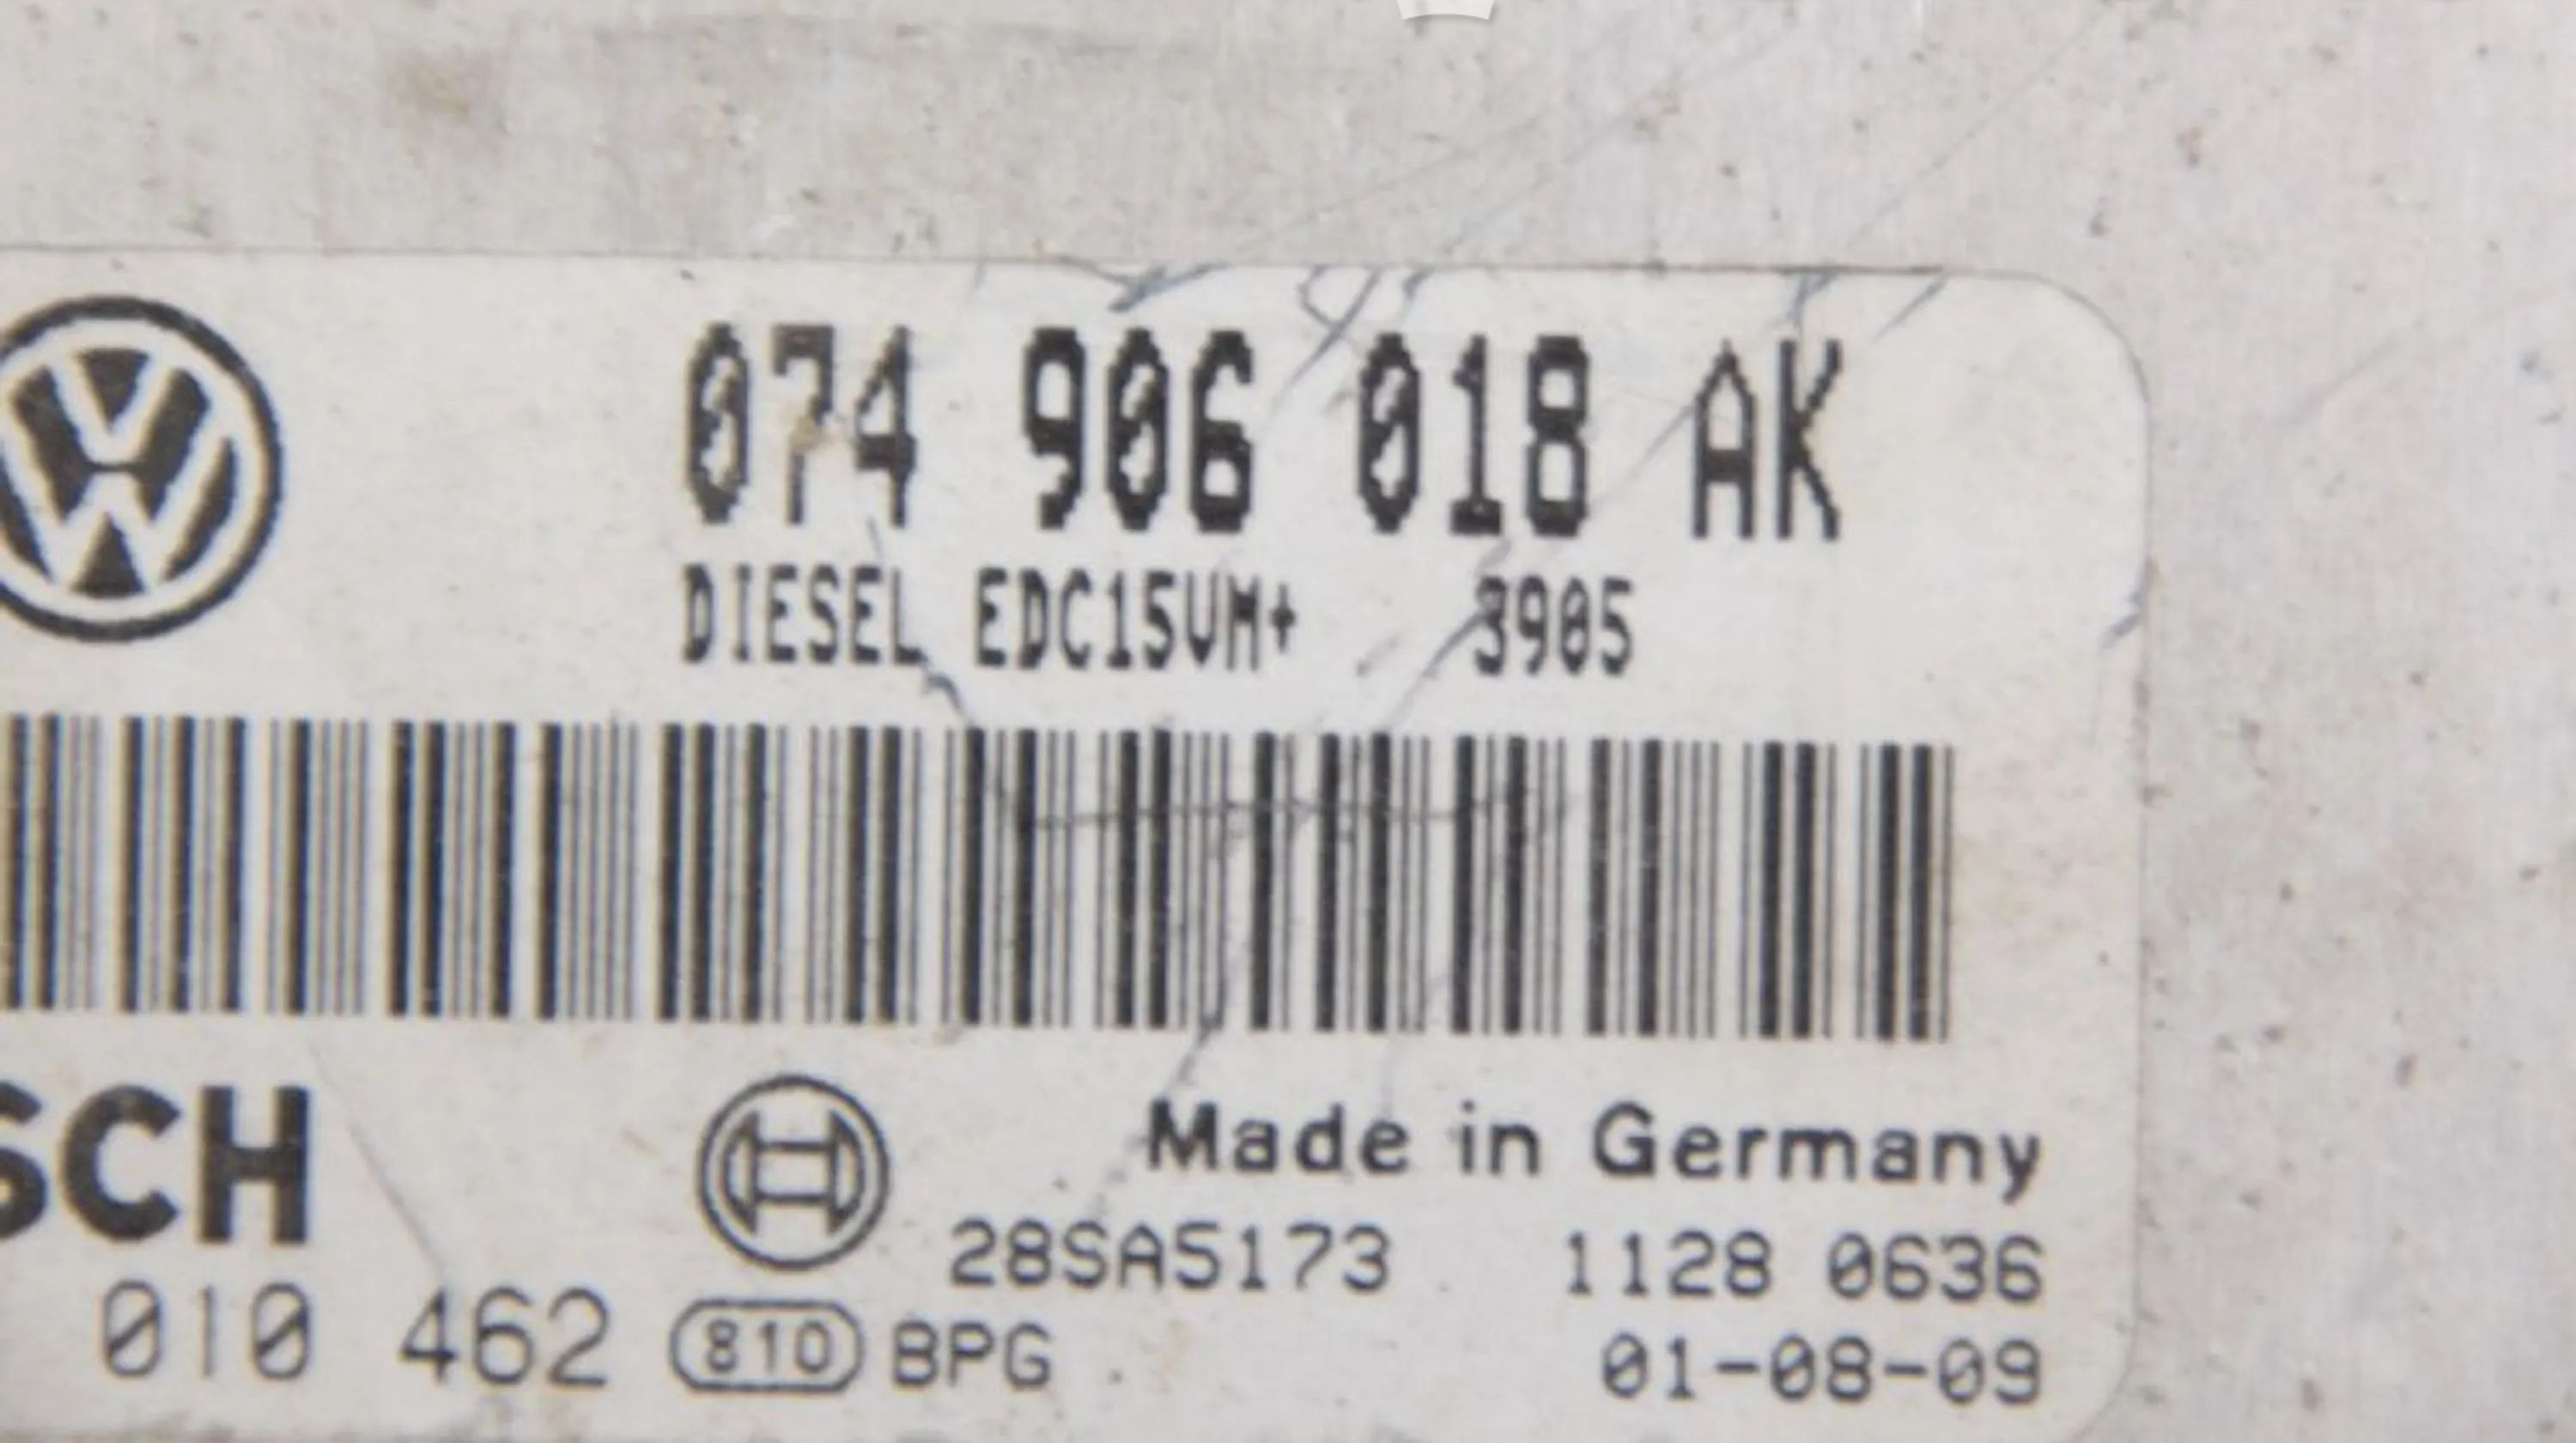 074 906 018 AK
DIESEL EDC15VM+ 3905
SCH
Made in Germany
28SA5173 1128 0636
010 462 810 BPG 01-08-09